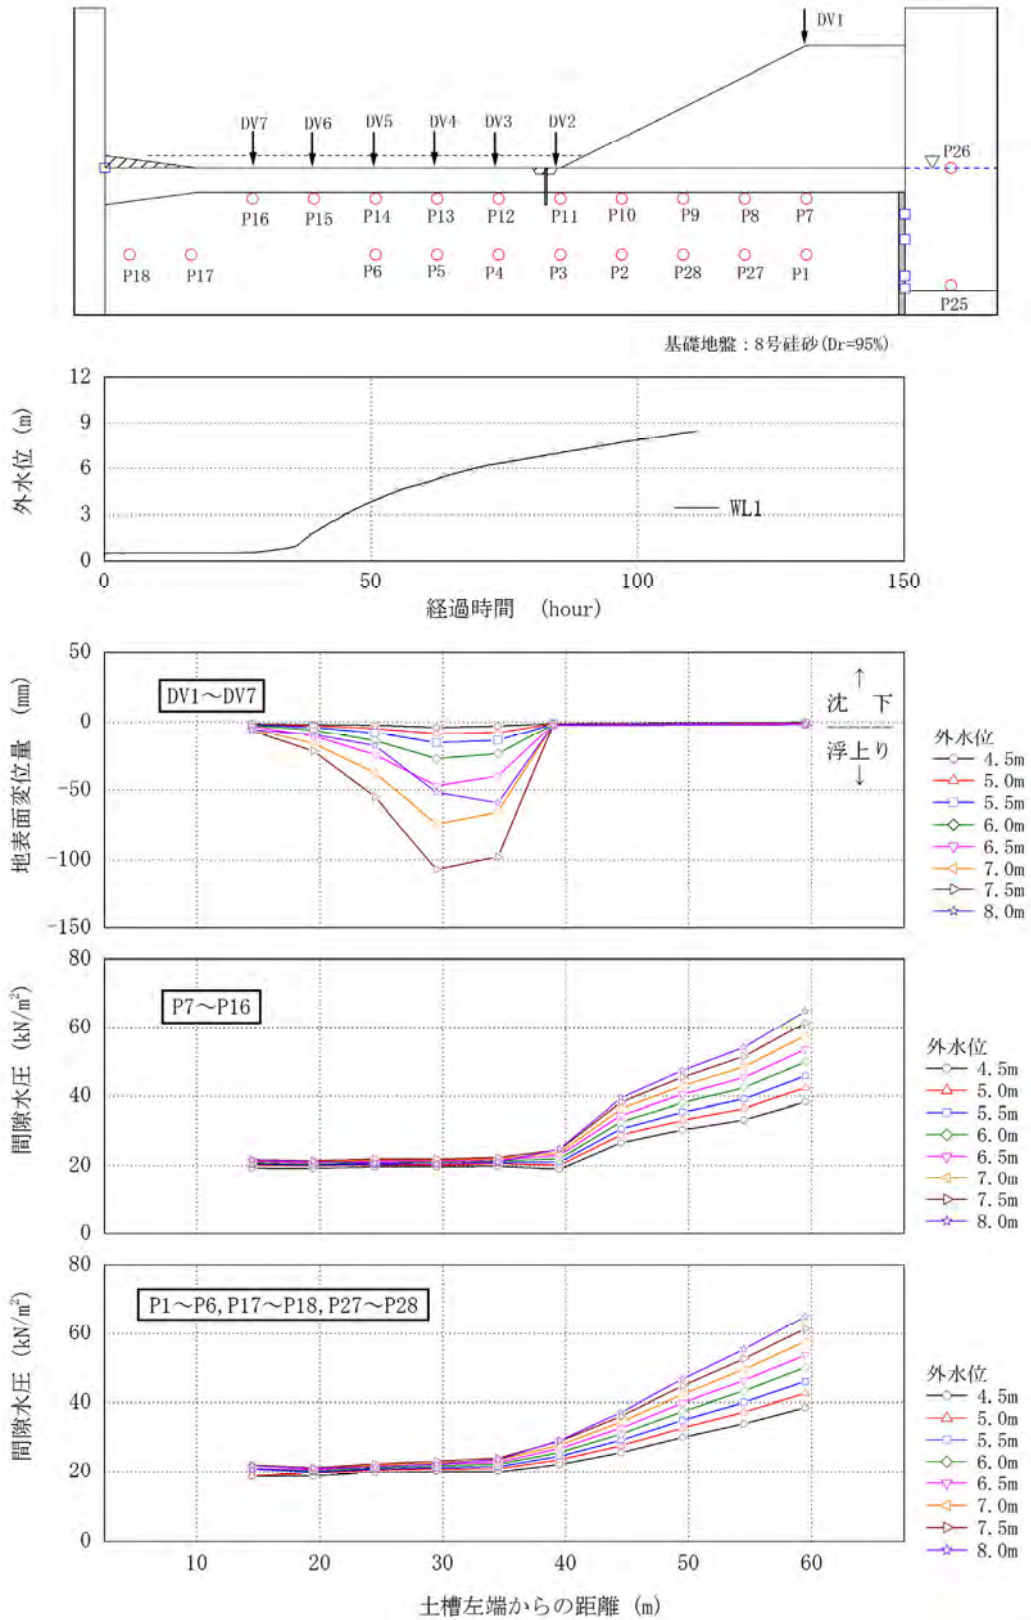 DV1
DV7 DV6 DV5 DV4 DV3 DV2
P26
P16 P15 P14 P13 P12 P11 P10 P9 P8 P7
P18 P17 P6 P5 P4 P3 P2 P28 P27 P1
P25
基礎地盤：8号硅砂(Dr=95%)
外水位 (m)
12
9
6
3
0
WL1
0 50 100 150
経過時間 (hour)
地表面変位量 (mm)
50
0
-50
-100
-150
DV1～DV7
↑
沈 下
浮上り
↓
外水位
4.5m
5.0m
5.5m
6.0m
6.5m
7.0m
7.5m
8.0m
間隙水圧 (kN/m²)
80
60
40
20
0
P7～P16
外水位
4.5m
5.0m
5.5m
6.0m
6.5m
7.0m
7.5m
8.0m
間隙水圧 (kN/m²)
80
60
40
20
0
P1～P6,P17～P18,P27～P28
外水位
4.5m
5.0m
5.5m
6.0m
6.5m
7.0m
7.5m
8.0m
10 20 30 40 50 60
土槽左端からの距離 (m)